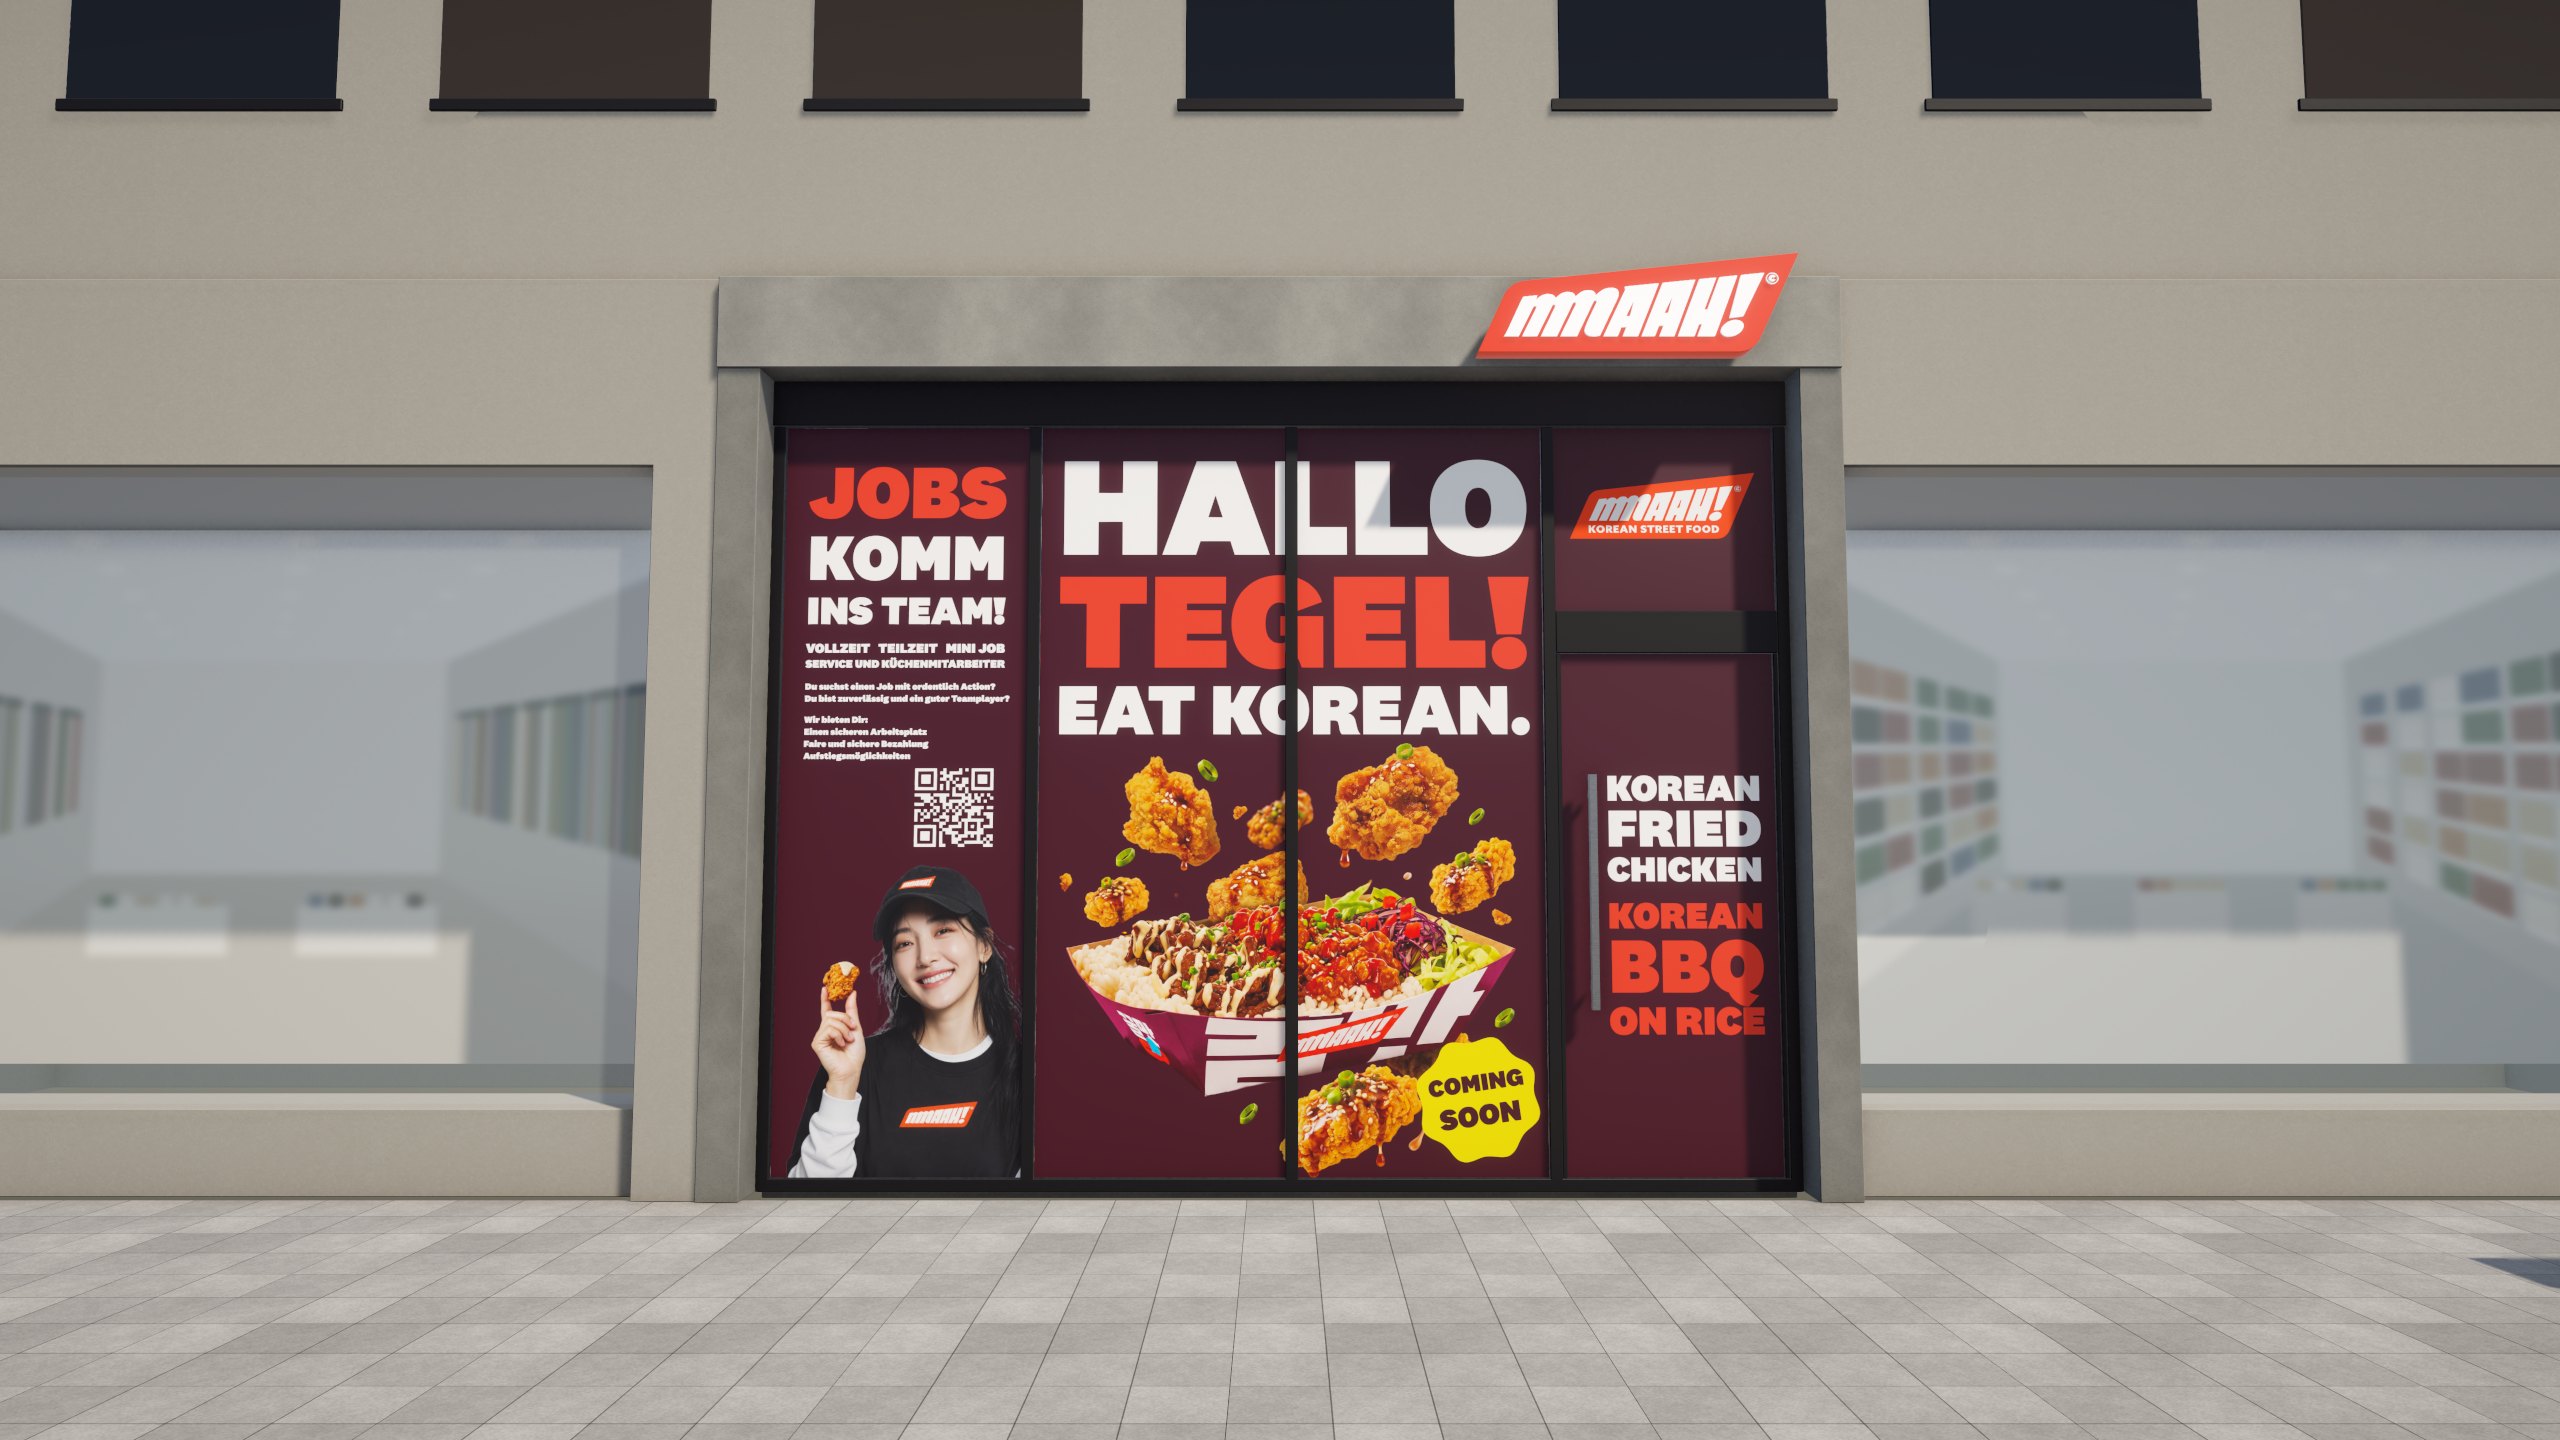 mmAAH!
JOBS
KOMM
INS TEAM!
VOLLZEIT TEILZEIT MINI JOB
SERVICE UND KÜCHENMITARBEITER
Du suchst einen Job mit ordentlich Action?
Du bist zuverlässig und ein guter Teamplayer?
Wir bieten Dir:
Einen sicheren Arbeitsplatz
Faire und sichere Bezahlung
Aufstiegsmöglichkeiten
mmAAH!
mmAAH!
HALLO
TEGEL!
EAT KOREAN.
mmAAH!
COMING
SOON
mmAAH!
KOREAN STREET FOOD
KOREAN
FRIED
CHICKEN
KOREAN
BBQ
ON RICE